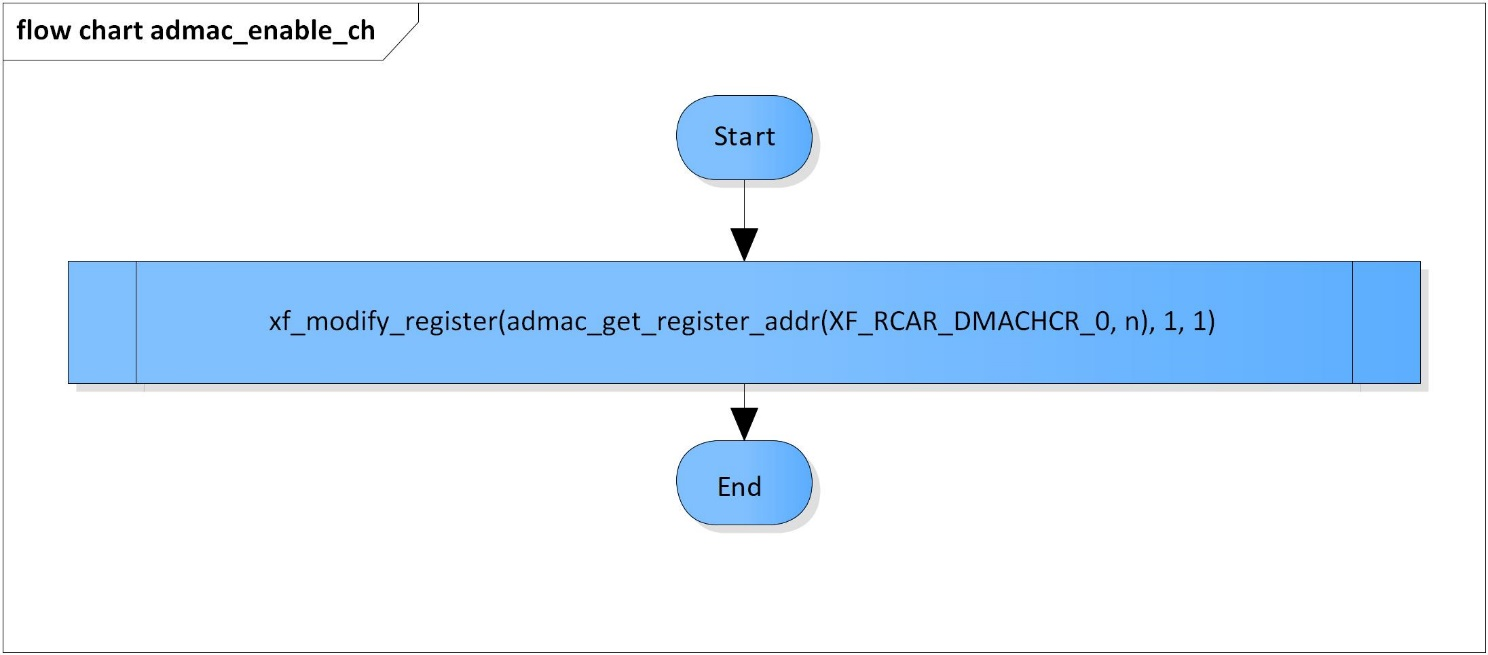 flow chart admac_enable_ch
Start
xf_modify_register(admac_get_register_addr(XF_RCAR_DMACHCR_0, n), 1, 1)
End